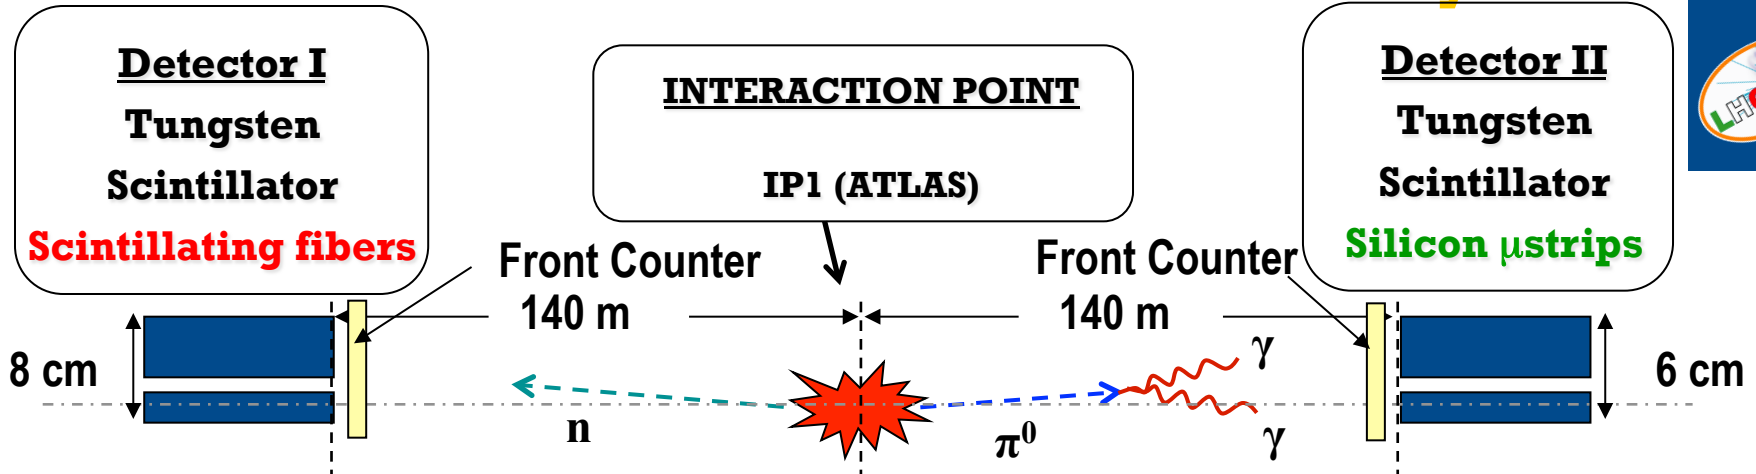 Detector I
Tungsten
Scintillator
Scintillating fibers
INTERACTION POINT
IP1 (ATLAS)
Detector II
Tungsten
Scintillator
Silicon μstrips
Front Counter
140 m
Front Counter
140 m
8 cm
6 cm
n
π⁰
γ
γ